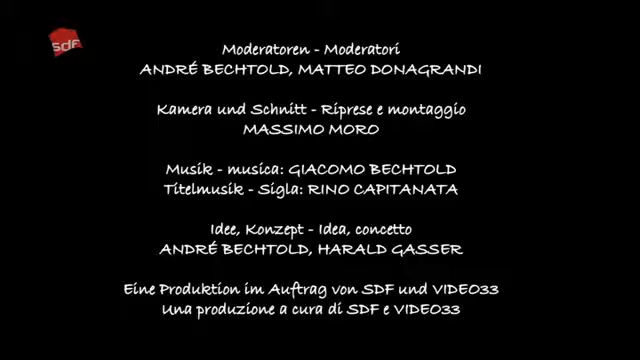 sdf
Moderatoren - Moderatori
ANDRÉ BECHTOLD, MATTEO DONAGRANDI
Kamera und Schnitt - Riprese e montaggio
MASSIMO MORO
Musik - musica: GIACOMO BECHTOLD
Titelmusik - Sigla: RINO CAPITANATA
Idee, Konzept - Idea, concetto
ANDRÉ BECHTOLD, HARALD GASSER
Eine Produktion im Auftrag von SDF und VIDEO33
Una produzione a cura di SDF e VIDEO33